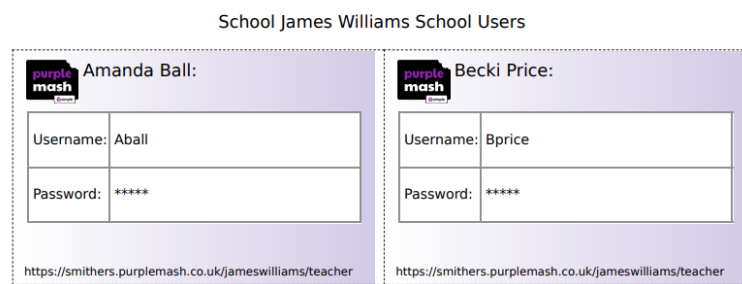 School James Williams School Users
purple mash
Amanda Ball:
Username: Aball
Password: *****
https://smithers.purplemash.co.uk/jameswilliams/teacher
purple mash
Becki Price:
Username: Bprice
Password: *****
https://smithers.purplemash.co.uk/jameswilliams/teacher